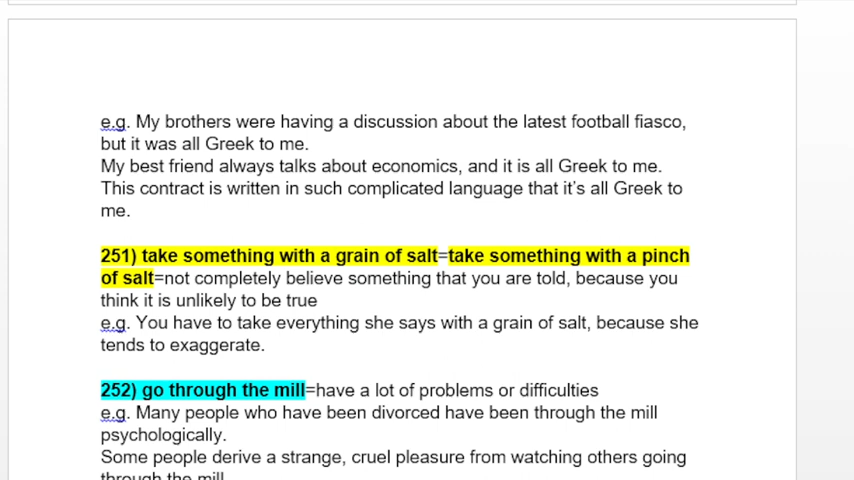 e.g. My brothers were having a discussion about the latest football fiasco,
but it was all Greek to me.
My best friend always talks about economics, and it is all Greek to me.
This contract is written in such complicated language that it's all Greek to
me.
251) take something with a grain of salt=take something with a pinch
of salt=not completely believe something that you are told, because you
think it is unlikely to be true
e.g. You have to take everything she says with a grain of salt, because she
tends to exaggerate.
252) go through the mill=have a lot of problems or difficulties
e.g. Many people who have been divorced have been through the mill
psychologically.
Some people derive a strange, cruel pleasure from watching others going
through the mill